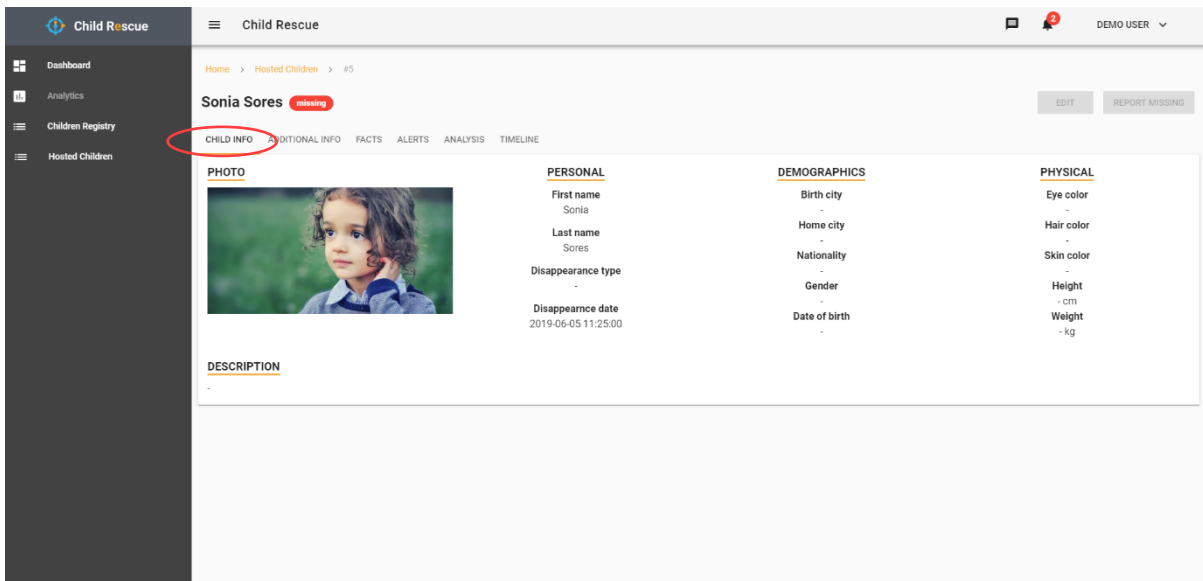 Child Rescue
Child Rescue
2
DEMO USER
Dashboard
Analytics
Children Registry
Hosted Children
Home > Hosted Children > #5
Sonia Sores missing
EDIT
REPORT MISSING
CHILD INFO ADDITIONAL INFO FACTS ALERTS ANALYSIS TIMELINE
PHOTO
PERSONAL
First name
Sonia
Last name
Sores
Disappearance type
-
Disappearnce date
2019-06-05 11:25:00
DEMOGRAPHICS
Birth city
-
Home city
-
Nationality
-
Gender
-
Date of birth
-
PHYSICAL
Eye color
-
Hair color
-
Skin color
-
Height
- cm
Weight
- kg
DESCRIPTION
-